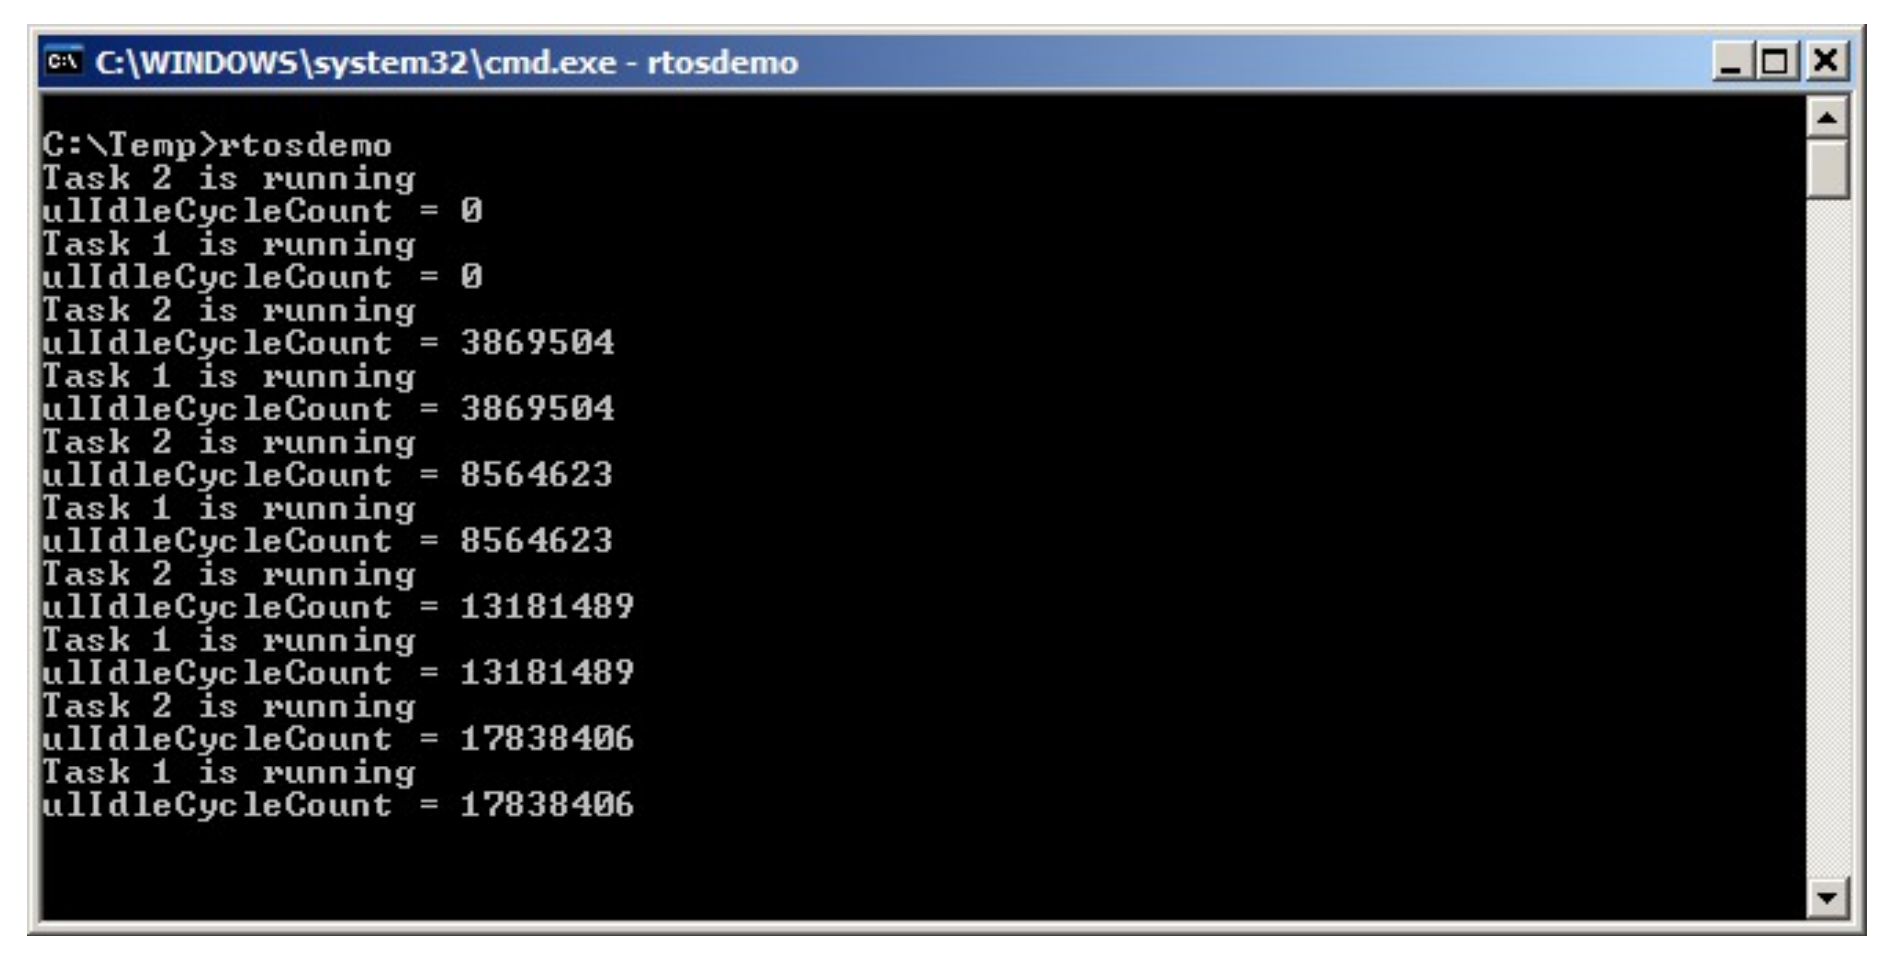 C:\WINDOWS\system32\cmd.exe - rtosdemo
C:\Temp>rtosdemo
Task 2 is running
ulIdleCycleCount = 0
Task 1 is running
ulIdleCycleCount = 0
Task 2 is running
ulIdleCycleCount = 3869504
Task 1 is running
ulIdleCycleCount = 3869504
Task 2 is running
ulIdleCycleCount = 8564623
Task 1 is running
ulIdleCycleCount = 8564623
Task 2 is running
ulIdleCycleCount = 13181489
Task 1 is running
ulIdleCycleCount = 13181489
Task 2 is running
ulIdleCycleCount = 17838406
Task 1 is running
ulIdleCycleCount = 17838406